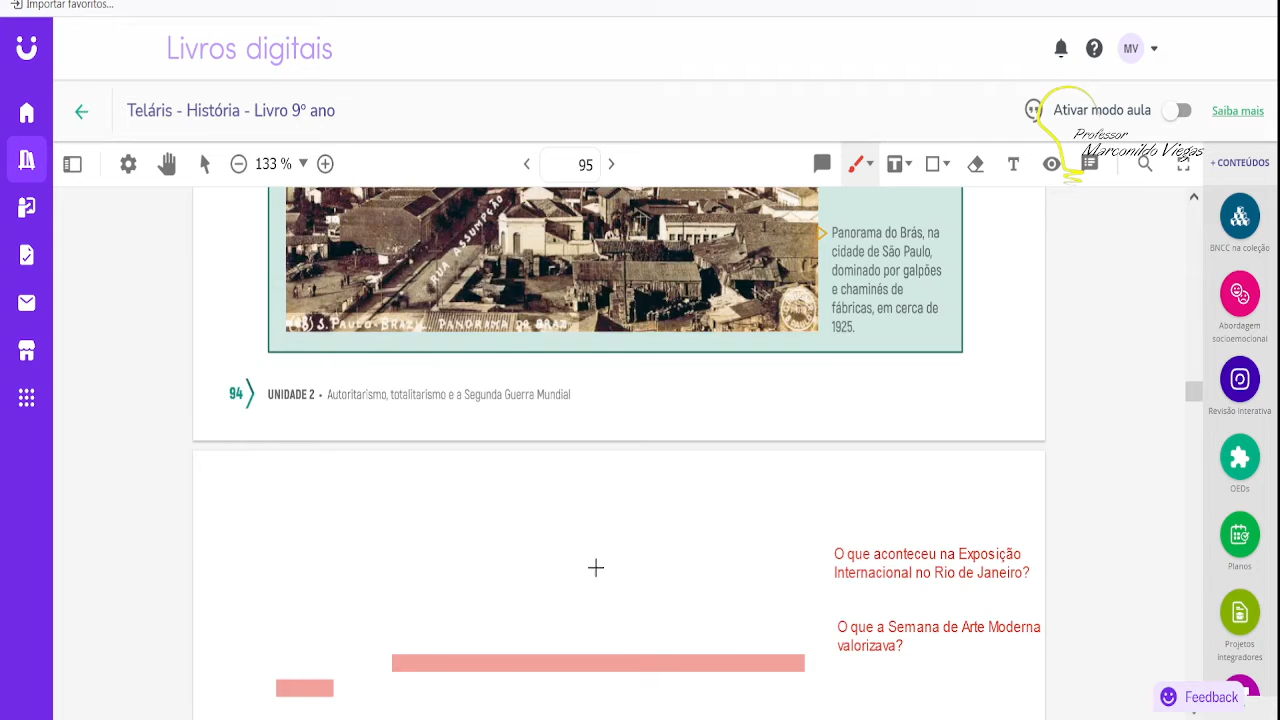 Importar favoritos...
Livros digitais
MV
Teláris - História - Livro 9º ano
Ativar modo aula
Saiba mais
Professor
Marconildo Viegas
133 %
95
+ CONTEÚDOS
RUA ASSUMPÇÃO
S. PAULO-BRAZIL PANORAMA DO BRAZ
Panorama do Brás, na
cidade de São Paulo,
dominado por galpões
e chaminés de
fábricas, em cerca de
1925.
94 UNIDADE 2 • Autoritarismo, totalitarismo e a Segunda Guerra Mundial
O que aconteceu na Exposição
Internacional no Rio de Janeiro?
O que a Semana de Arte Moderna
valorizava?
BNCC na coleção
Abordagem
socioemocional
Revisão interativa
OEDs
Planos
Projetos
integradores
Feedback